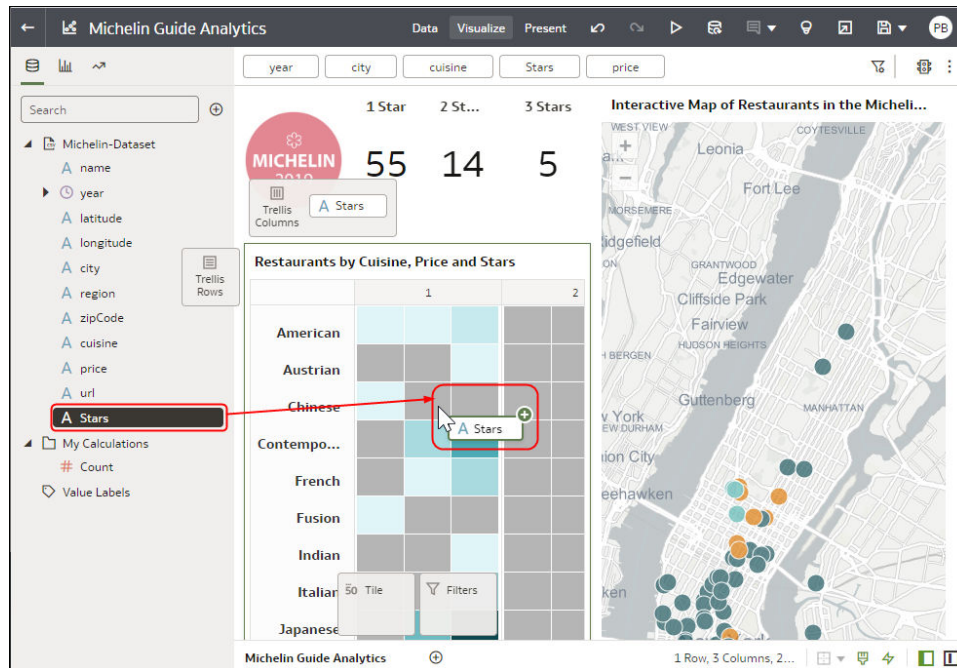 Michelin Guide Analytics
Data Visualize Present
PB
year city cuisine Stars price
Search
Michelin-Dataset
A name
year
A latitude
A longitude
A city
A region
A zipCode
A cuisine
A price
A url
A Stars
My Calculations
# Count
Value Labels
1 Star 2 St... 3 Stars
MICHELIN
2019
55 14 5
Trellis
Columns
A Stars
Trellis
Rows
Restaurants by Cuisine, Price and Stars
1 2
American
Austrian
Chinese
A Stars
Contempo...
French
Fusion
Indian
Italian
Japanese
50 Tile
Filters
Interactive Map of Restaurants in the Micheli...
WEST VIEW
COYTESVILLE
+
Leonia
−
Fort Lee
MORSEMERE
idgefield
GRANTWOOD
Edgewater
Cliffside Park
Fairview
HUDSON HEIGHTS
H BERGEN
Guttenberg
MANHATTAN
v York
EW DURHAM
ion City
eehawken
ken
Michelin Guide Analytics
1 Row, 3 Columns, 2...